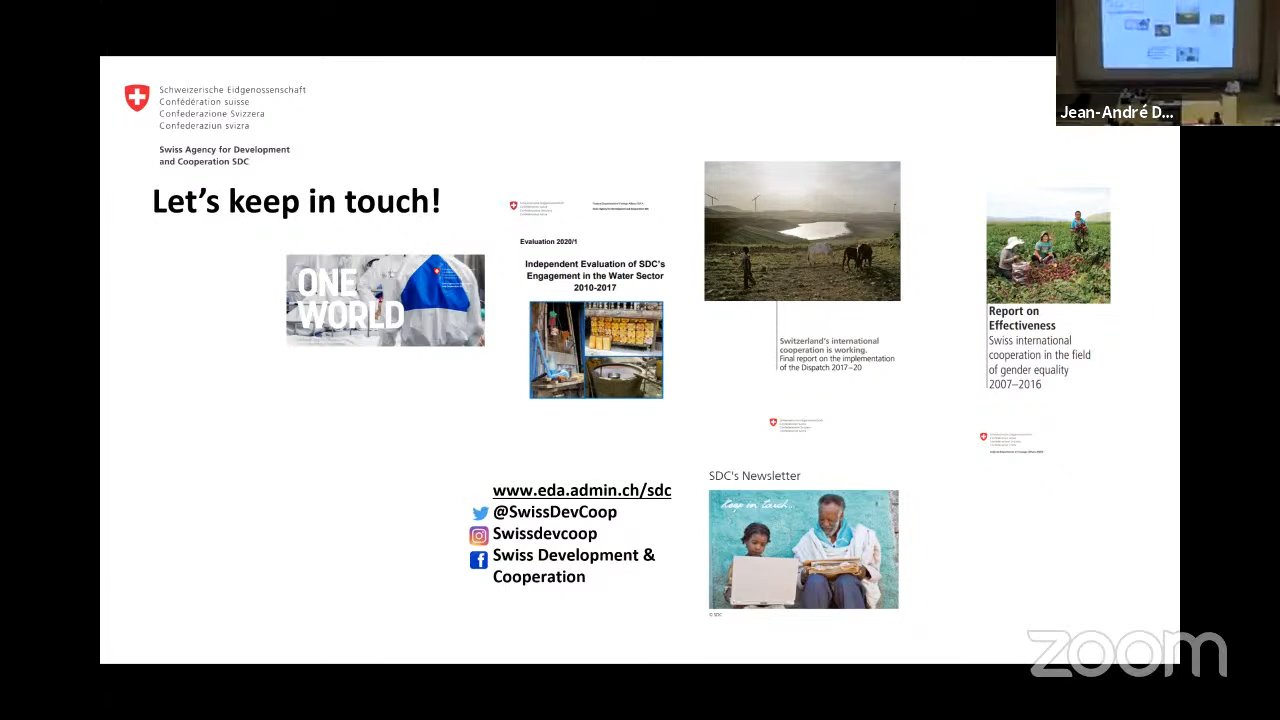 Schweizerische Eidgenossenschaft
Confédération suisse
Confederazione Svizzera
Confederaziun svizra
Swiss Agency for Development
and Cooperation SDC
Let's keep in touch!
Jean-André D...
ONE
WORLD
Evaluation 2020/1
Independent Evaluation of SDC's
Engagement in the Water Sector
2010-2017
Switzerland's international
cooperation is working.
Final report on the implementation
of the Dispatch 2017–20
Report on
Effectiveness
Swiss international
cooperation in the field
of gender equality
2007–2016
www.eda.admin.ch/sdc
@SwissDevCoop
Swissdevcoop
Swiss Development &
Cooperation
SDC's Newsletter
Keep in touch...
© SDC
zoom